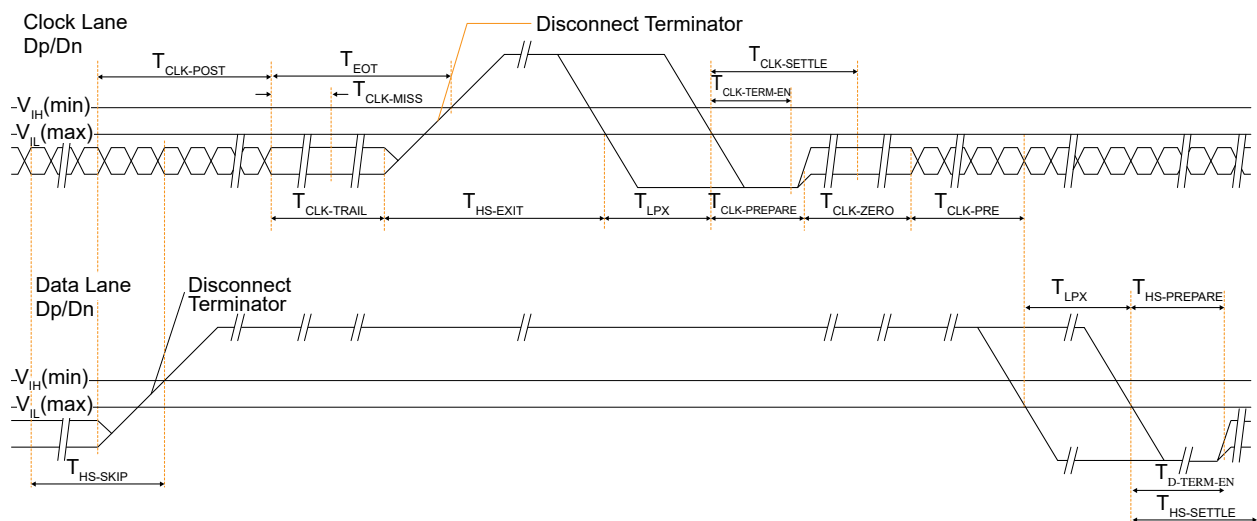 Clock Lane
Dp/Dn
Disconnect Terminator
TCLK-POST
TEOT
TCLK-SETTLE
TCLK-MISS
TCLK-TERM-EN
VIH(min)
VIL(max)
TCLK-TRAIL
THS-EXIT
TLPX
TCLK-PREPARE
TCLK-ZERO
TCLK-PRE
Data Lane
Dp/Dn
Disconnect
Terminator
TLPX
THS-PREPARE
VIH(min)
VIL(max)
THS-SKIP
TD-TERM-EN
THS-SETTLE